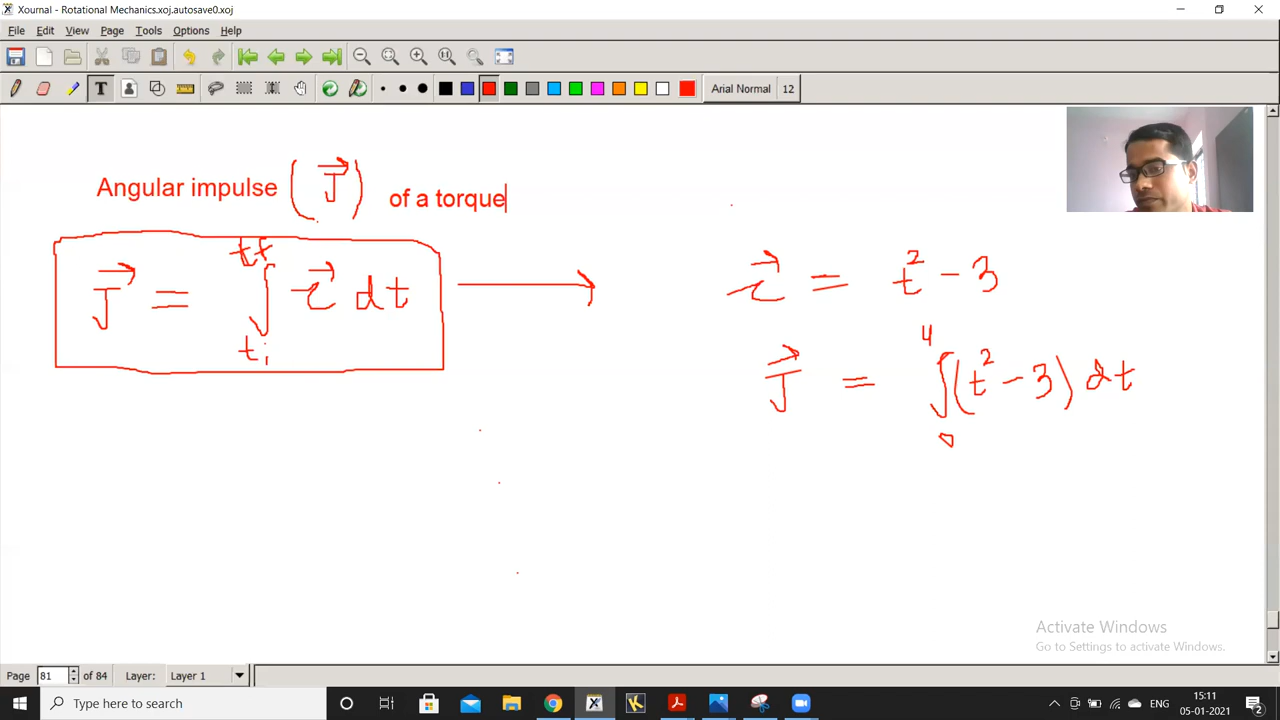 Xournal - Rotational Mechanics.xoj.autosave0.xoj
File Edit View Page Tools Options Help
Arial Normal 12
Angular impulse (J⃗) of a torque
J⃗ = ∫_{ti}^{tf} τ⃗ dt
τ⃗ = t² - 3
J⃗ = ∫_{0}^{4} (t² - 3) dt
Activate Windows
Go to Settings to activate Windows.
Page 81 of 84 Layer: Layer 1
Type here to search
ENG
15:11
05-01-2021
2